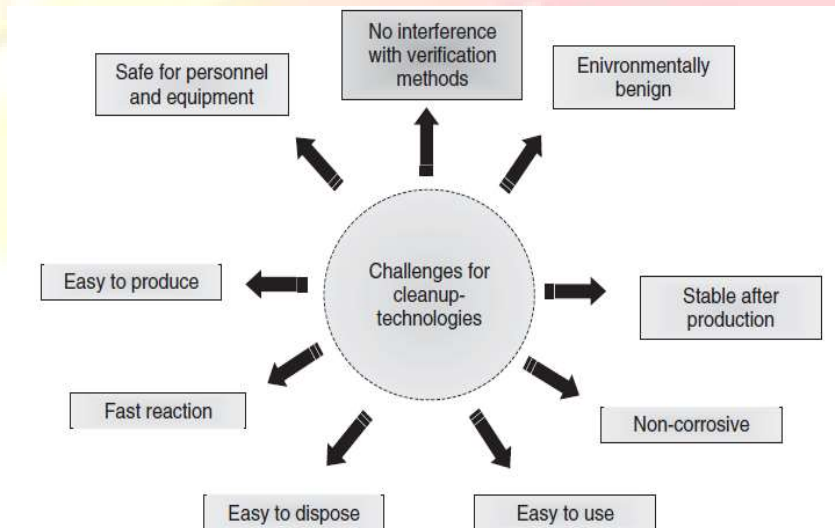 No interference
with verification
methods
Safe for personnel
and equipment
Enivronmentally
benign
Challenges for
cleanup-
technologies
Easy to produce
Stable after
production
Fast reaction
Non-corrosive
Easy to dispose
Easy to use